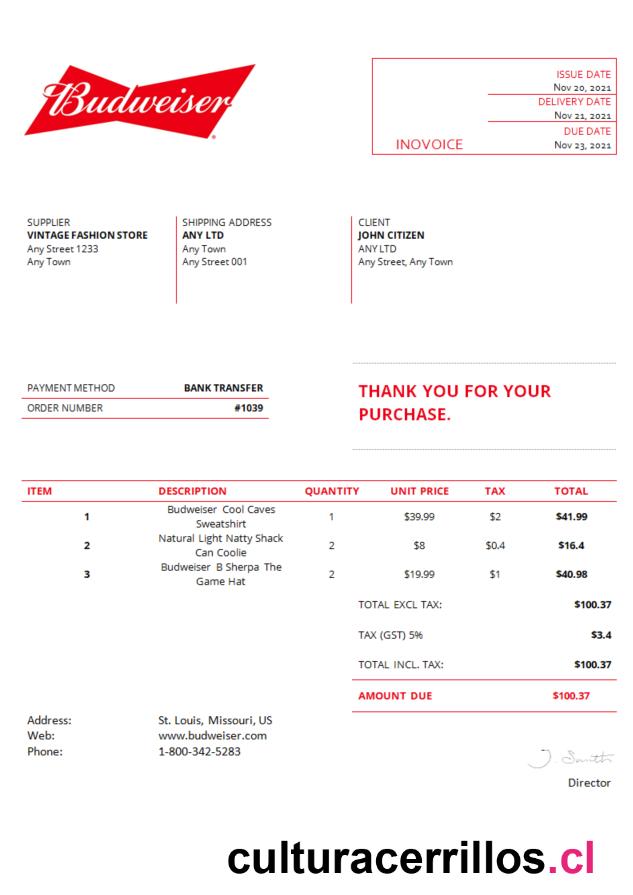 Budweiser
ISSUE DATE
Nov 20, 2021
DELIVERY DATE
Nov 21, 2021
DUE DATE
INOVOICE Nov 23, 2021
SUPPLIER SHIPPING ADDRESS CLIENT
VINTAGE FASHION STORE ANY LTD JOHN CITIZEN
Any Street 1233 Any Town ANY LTD
Any Town Any Street 001 Any Street, Any Town
PAYMENT METHOD BANK TRANSFER
ORDER NUMBER #1039
THANK YOU FOR YOUR
PURCHASE.
ITEM DESCRIPTION QUANTITY UNIT PRICE TAX TOTAL
1 Budweiser Cool Caves Sweatshirt 1 $39.99 $2 $41.99
2 Natural Light Natty Shack Can Coolie 2 $8 $0.4 $16.4
3 Budweiser B Sherpa The Game Hat 2 $19.99 $1 $40.98
TOTAL EXCL TAX: $100.37
TAX (GST) 5% $3.4
TOTAL INCL. TAX: $100.37
AMOUNT DUE $100.37
Address: St. Louis, Missouri, US
Web: www.budweiser.com
Phone: 1-800-342-5283
J. Smith
Director
culturacerrillos.cl